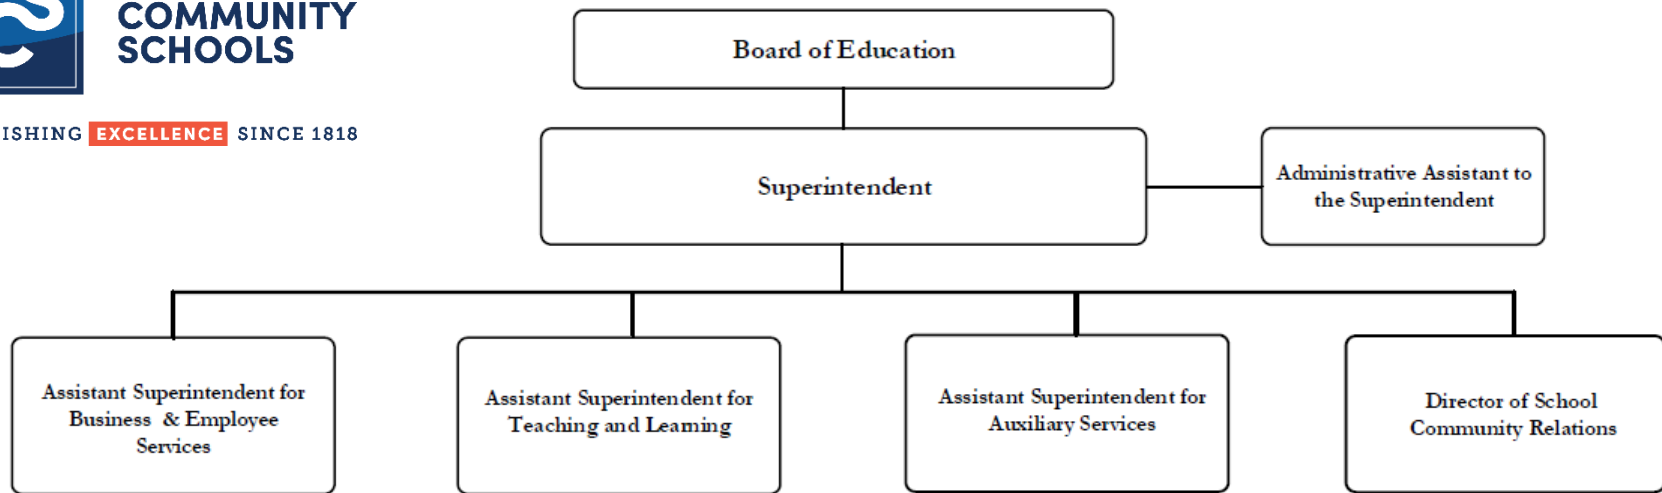 COMMUNITY
SCHOOLS
EXCELLENCE SINCE 1818
Board of Education
Superintendent
Administrative Assistant to
the Superintendent
Assistant Superintendent for
Business & Employee
Services
Assistant Superintendent for
Teaching and Learning
Assistant Superintendent for
Auxiliary Services
Director of School
Community Relations